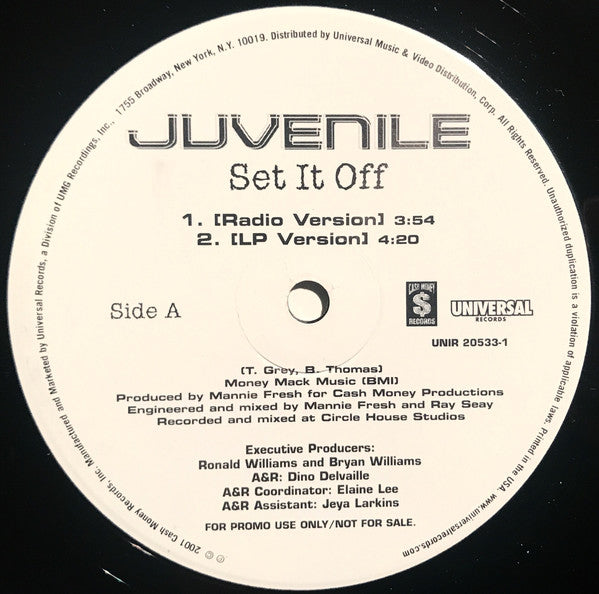 JUVENILE
Set It Off
1. [Radio Version] 3:54
2. [LP Version] 4:20
Side A
CASH MONEY
$
RECORDS
UNIVERSAL
RECORDS
UNIR 20533-1
(T. Grey, B. Thomas)
Money Mack Music (BMI)
Produced by Mannie Fresh for Cash Money Productions
Engineered and mixed by Mannie Fresh and Ray Seay
Recorded and mixed at Circle House Studios
Executive Producers:
Ronald Williams and Bryan Williams
A&R: Dino Delvaille
A&R Coordinator: Elaine Lee
A&R Assistant: Jeya Larkins
FOR PROMO USE ONLY/NOT FOR SALE.
℗ © 2001 Cash Money Records, Inc. Manufactured and Marketed by Universal Records, a Division of UMG Recordings, Inc., 1755 Broadway, New York, N.Y. 10019. Distributed by Universal Music & Video Distribution, Corp. All Rights Reserved. Unauthorized duplication is a violation of applicable laws. Printed in the USA. www.universalrecords.com